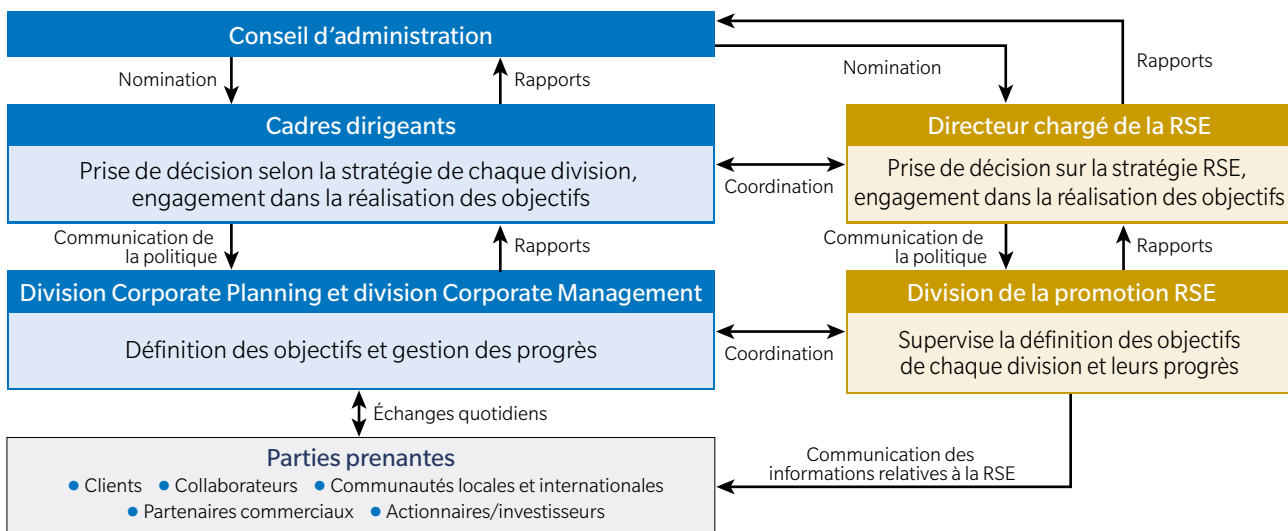 Conseil d'administration
Nomination
Rapports
Nomination
Rapports
Cadres dirigeants
Prise de décision selon la stratégie de chaque division,
engagement dans la réalisation des objectifs
Coordination
Directeur chargé de la RSE
Prise de décision sur la stratégie RSE,
engagement dans la réalisation des objectifs
Communication de
la politique
Rapports
Communication de
la politique
Rapports
Division Corporate Planning et division Corporate Management
Définition des objectifs et gestion des progrès
Coordination
Division de la promotion RSE
Supervise la définition des objectifs
de chaque division et leurs progrès
Échanges quotidiens
Communication des
informations relatives à la RSE
Parties prenantes
• Clients • Collaborateurs • Communautés locales et internationales
• Partenaires commerciaux • Actionnaires/investisseurs